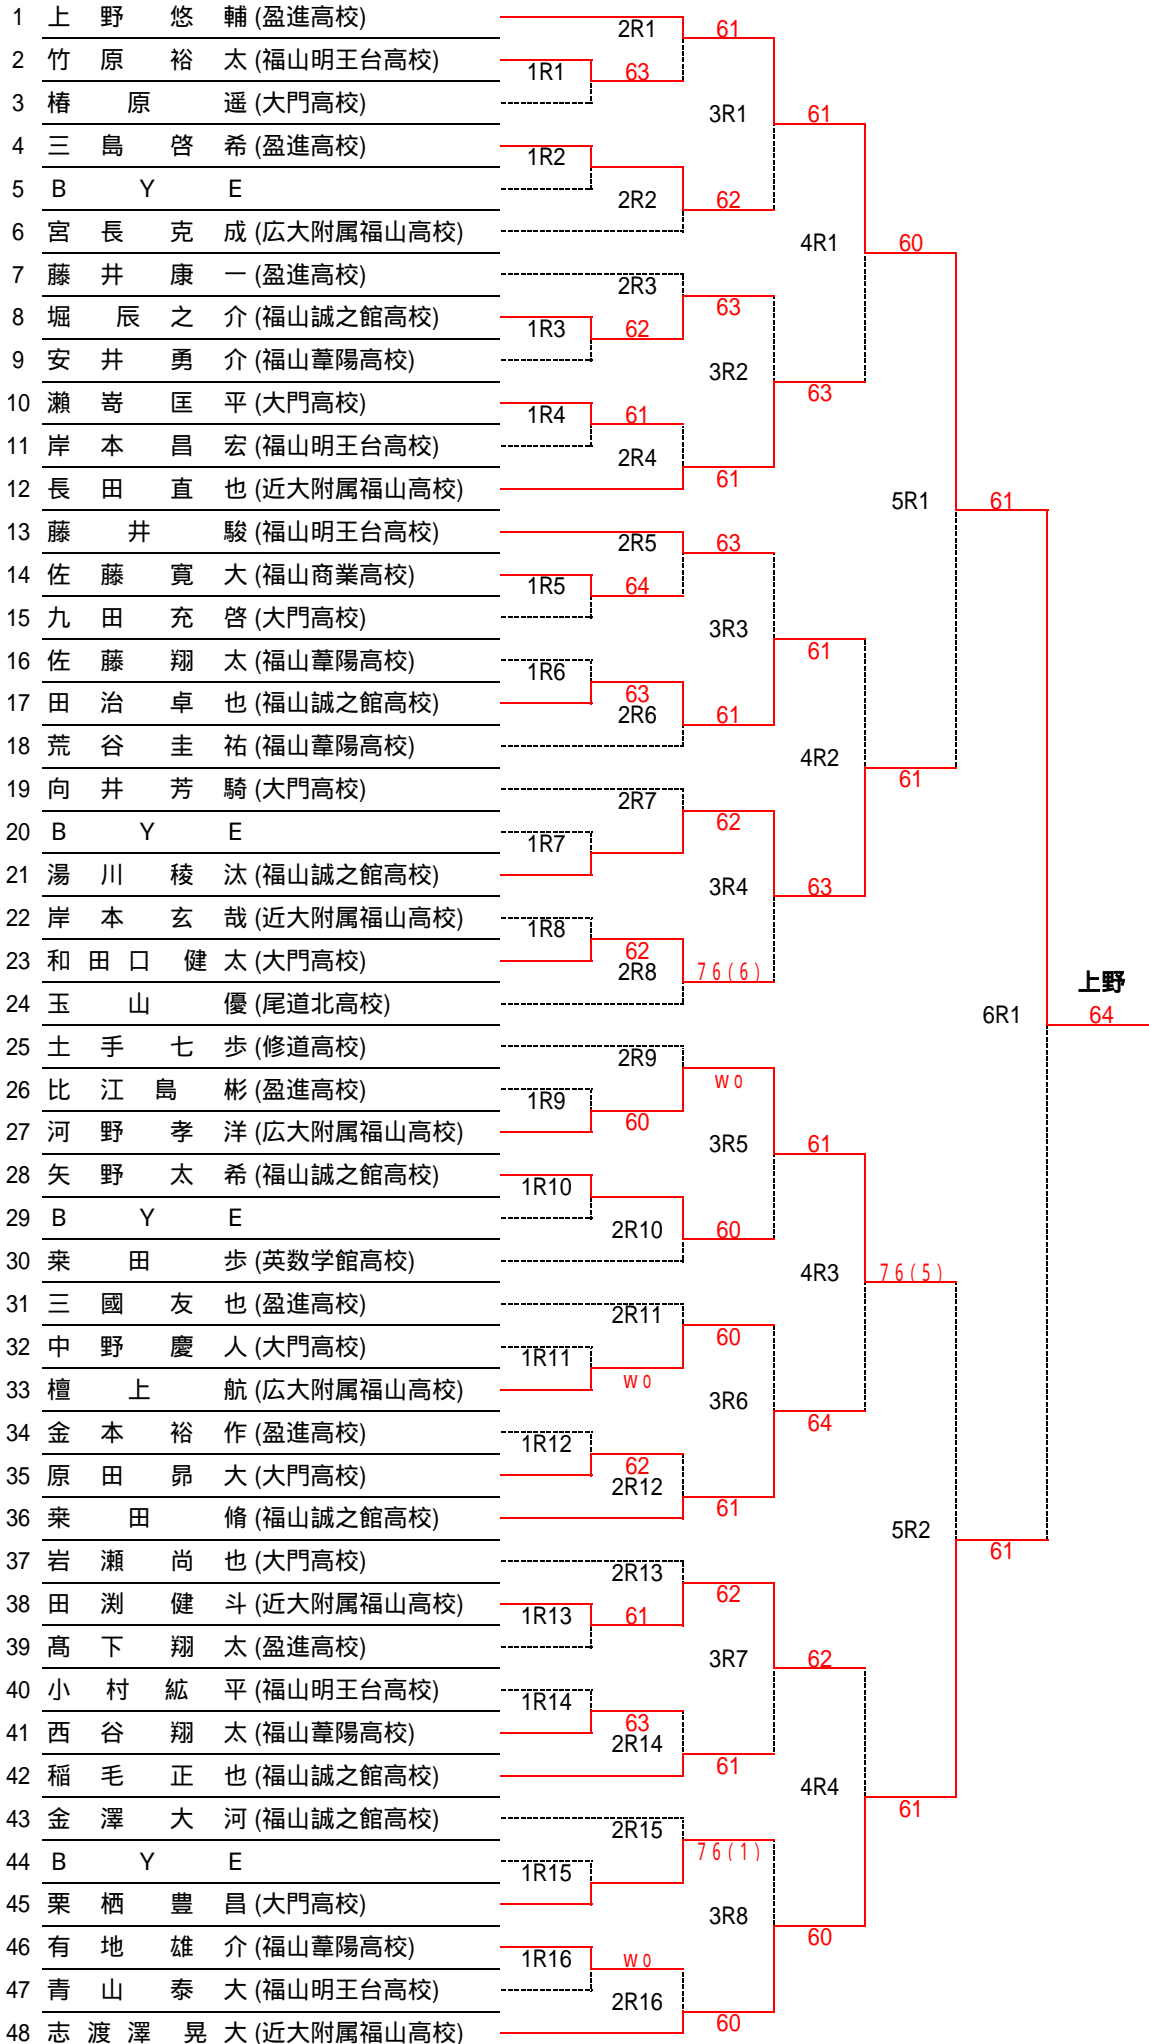 1 上野 悠輔 (盈進高校)
2R1 61
2 竹原 裕太 (福山明王台高校)
1R1 63
3 椿原 遥 (大門高校)
3R1 61
4 三島 啓希 (盈進高校)
1R2
5 BYE
2R2 62
6 宮長 克成 (広大附属福山高校)
4R1 60
7 藤井 康一 (盈進高校)
2R3 63
8 堀 辰之介 (福山誠之館高校)
1R3 62
9 安井 勇介 (福山葦陽高校)
3R2 63
10 瀨嵜 匡平 (大門高校)
1R4 61
11 岸本 昌宏 (福山明王台高校)
2R4 61
12 長田 直也 (近大附属福山高校)
5R1 61
13 藤井 駿 (福山明王台高校)
2R5 63
14 佐藤 寛大 (福山商業高校)
1R5 64
15 九田 充啓 (大門高校)
3R3 61
16 佐藤 翔太 (福山葦陽高校)
1R6 63
17 田治 卓也 (福山誠之館高校)
2R6 61
18 荒谷 圭祐 (福山葦陽高校)
4R2 61
19 向井 芳騎 (大門高校)
2R7 62
20 BYE
1R7
21 湯川 稜汰 (福山誠之館高校)
3R4 63
22 岸本 玄哉 (近大附属福山高校)
1R8 62
23 和田口 健太 (大門高校)
2R8 76(6)
24 玉山 優 (尾道北高校)
上野
6R1 64
25 土手 七歩 (修道高校)
2R9 W0
26 比江島 彬 (盈進高校)
1R9 60
27 河野 孝洋 (広大附属福山高校)
3R5 61
28 矢野 太希 (福山誠之館高校)
1R10
29 BYE
2R10 60
30 桒田 歩 (英数学館高校)
4R3 76(5)
31 三國 友也 (盈進高校)
2R11 60
32 中野 慶人 (大門高校)
1R11 W0
33 檀上 航 (広大附属福山高校)
3R6 64
34 金本 裕作 (盈進高校)
1R12 62
35 原田 昴大 (大門高校)
2R12 61
36 桒田 脩 (福山誠之館高校)
5R2 61
37 岩瀬 尚也 (大門高校)
2R13 62
38 田渕 健斗 (近大附属福山高校)
1R13 61
39 髙下 翔太 (盈進高校)
3R7 62
40 小村 紘平 (福山明王台高校)
1R14 63
41 西谷 翔太 (福山葦陽高校)
2R14 61
42 稲毛 正也 (福山誠之館高校)
4R4 61
43 金澤 大河 (福山誠之館高校)
2R15 76(1)
44 BYE
1R15
45 栗栖 豊昌 (大門高校)
3R8 60
46 有地 雄介 (福山葦陽高校)
1R16 W0
47 青山 泰大 (福山明王台高校)
2R16 60
48 志渡澤 晃大 (近大附属福山高校)